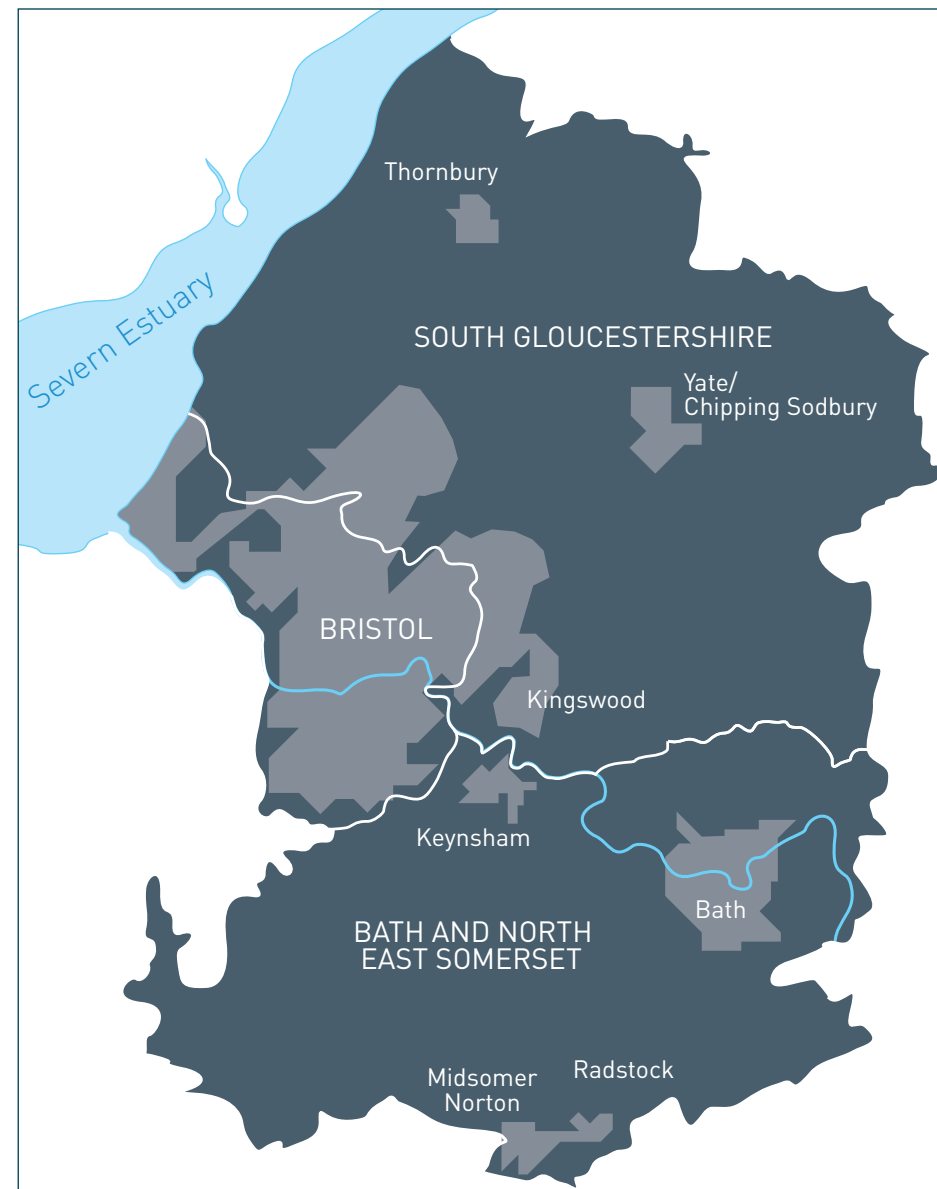 Thornbury
Severn Estuary
SOUTH GLOUCESTERSHIRE
Yate/
Chipping Sodbury
BRISTOL
Kingswood
Keynsham
Bath
BATH AND NORTH
EAST SOMERSET
Midsomer
Norton
Radstock